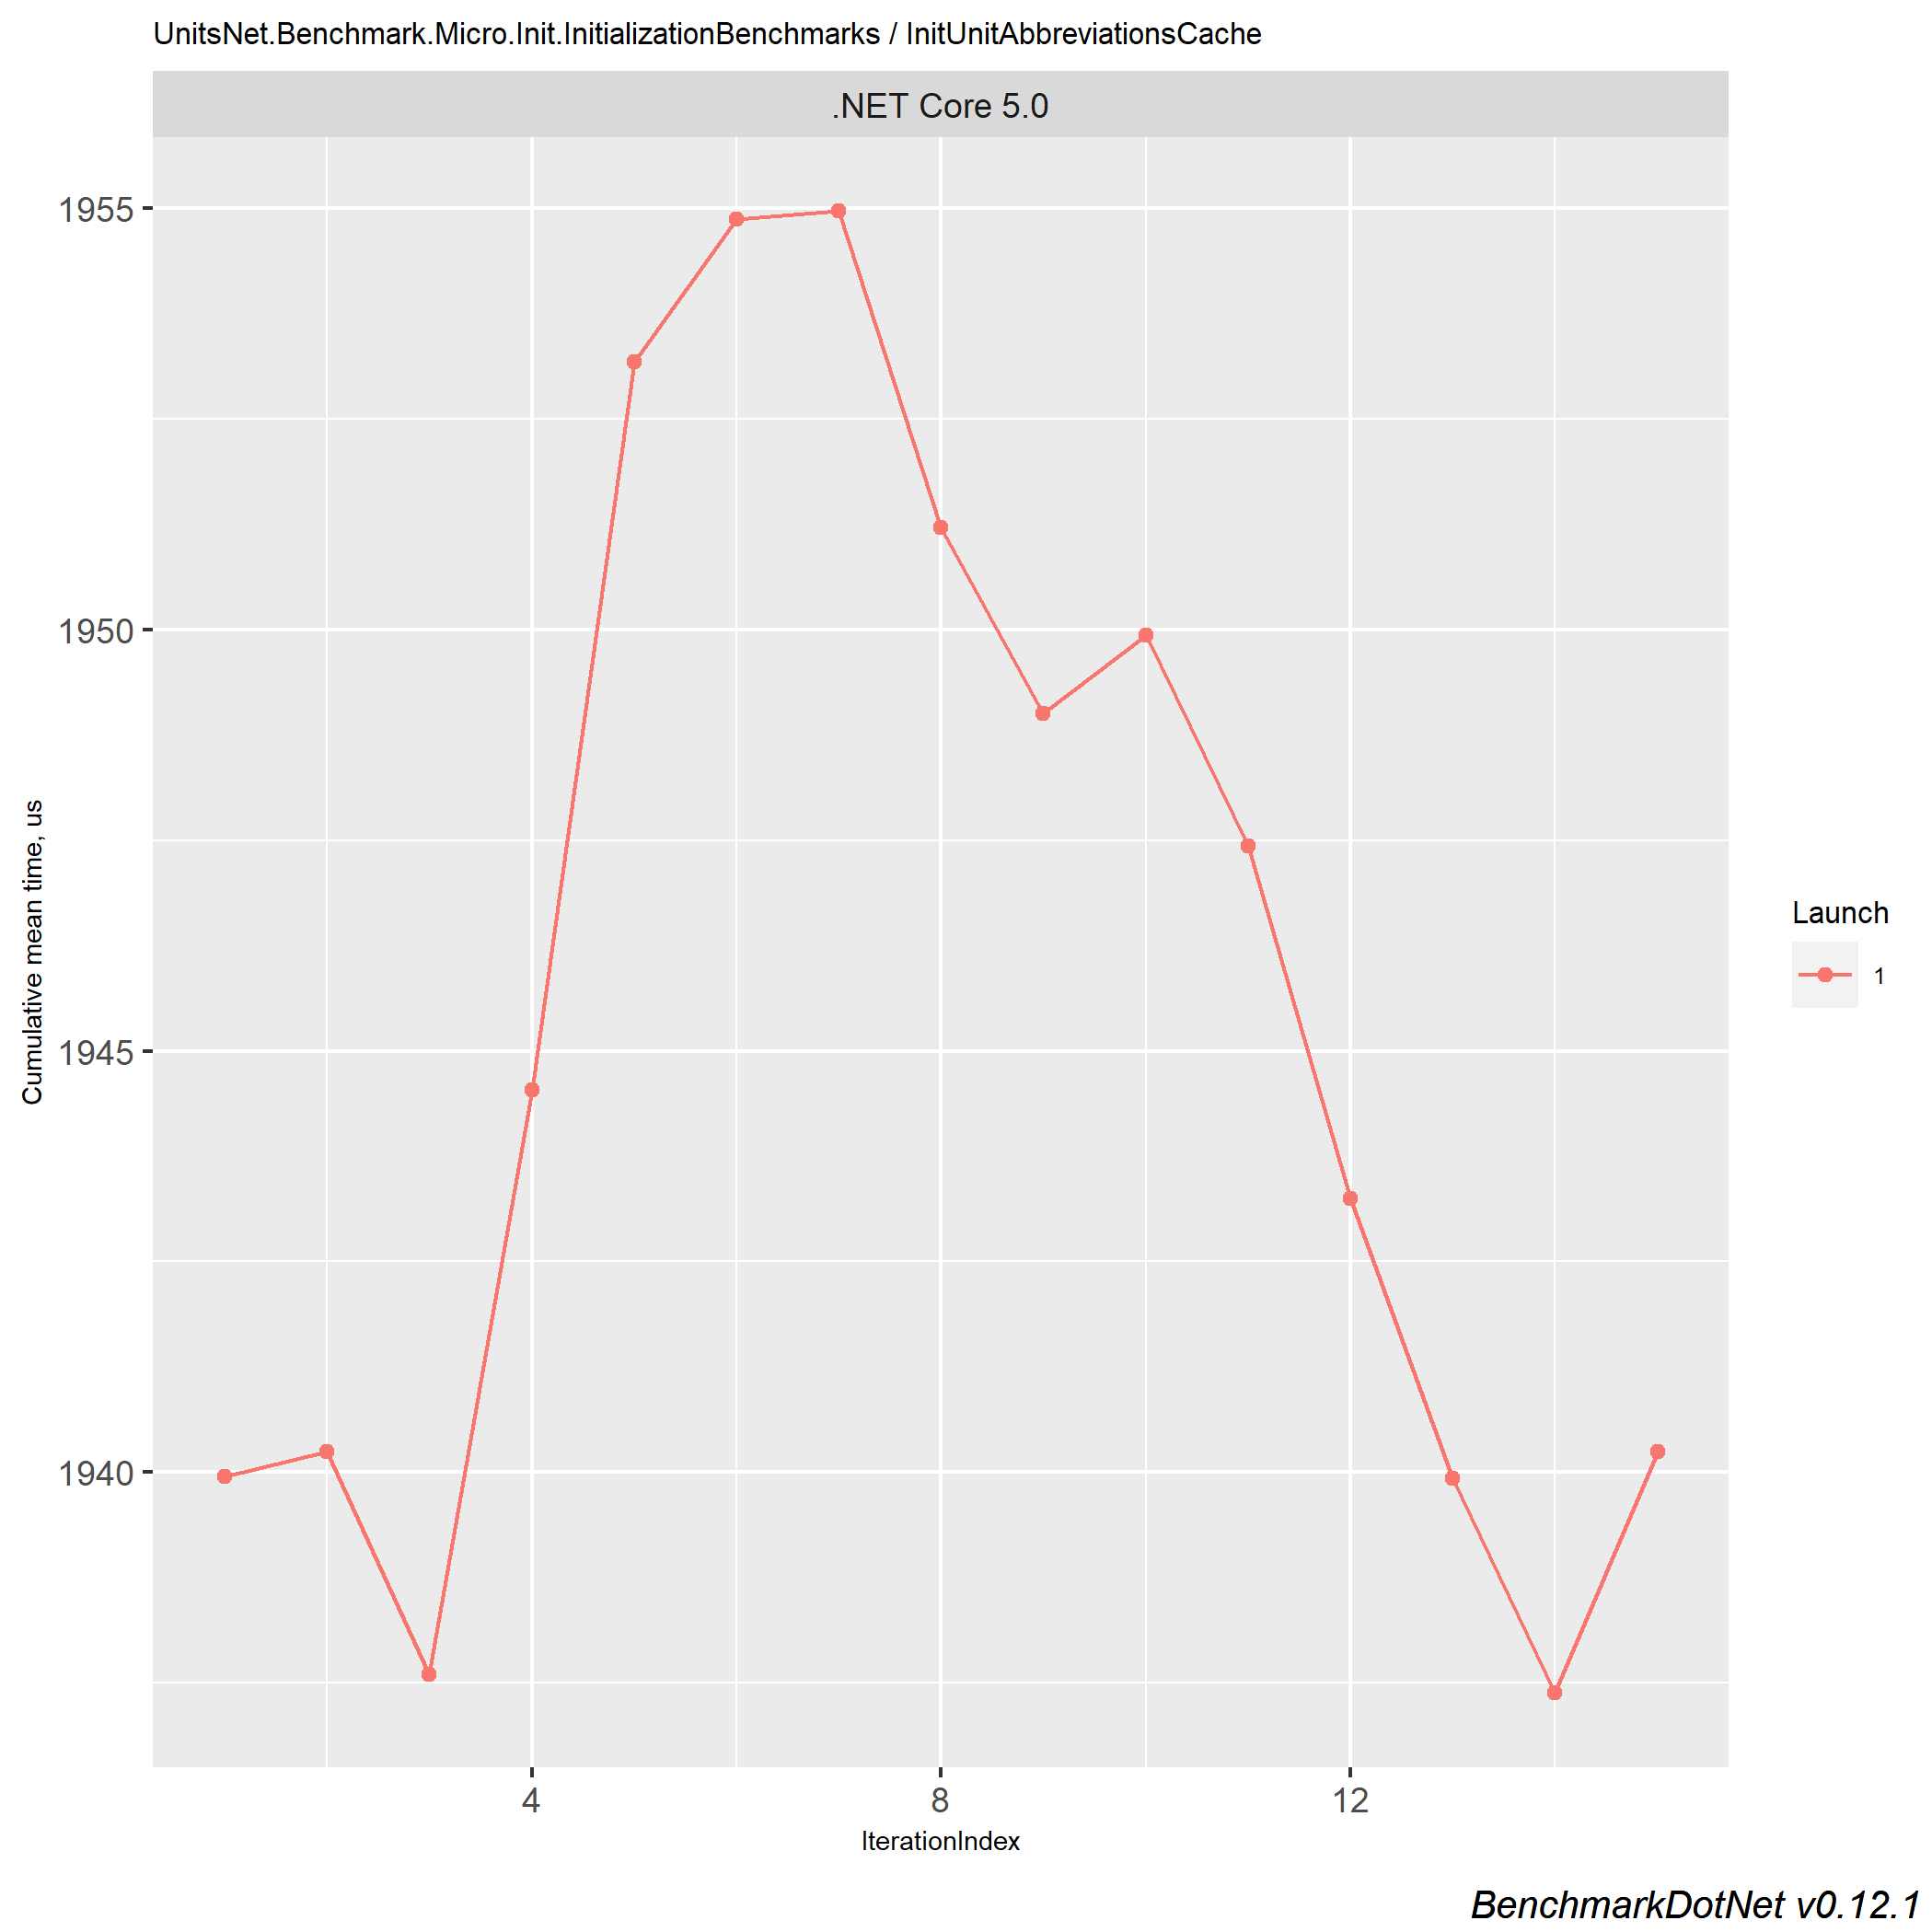 UnitsNet.Benchmark.Micro.Init.InitializationBenchmarks / InitUnitAbbreviationsCache
.NET Core 5.0
1955
1950
1945
1940
Cumulative mean time, us
4 8 12
IterationIndex
Launch
1
BenchmarkDotNet v0.12.1